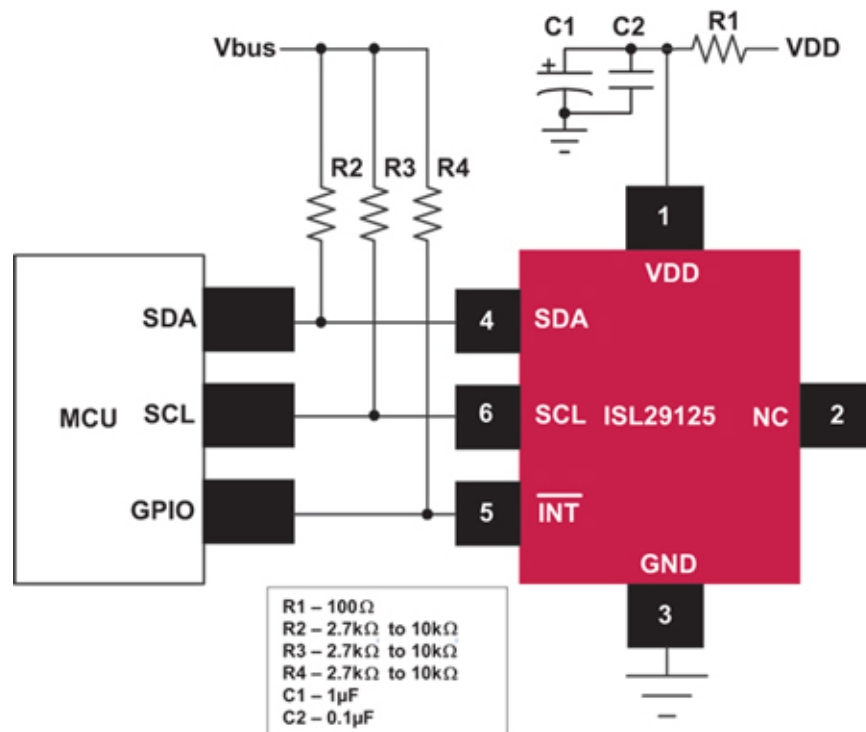 C1 C2 R1
Vbus VDD
R2 R3 R4
1
VDD
SDA 4 SDA
MCU SCL 6 SCL ISL29125 NC 2
GPIO 5 INT
GND
3
R1 – 100Ω
R2 – 2.7kΩ to 10kΩ
R3 – 2.7kΩ to 10kΩ
R4 – 2.7kΩ to 10kΩ
C1 – 1µF
C2 – 0.1µF